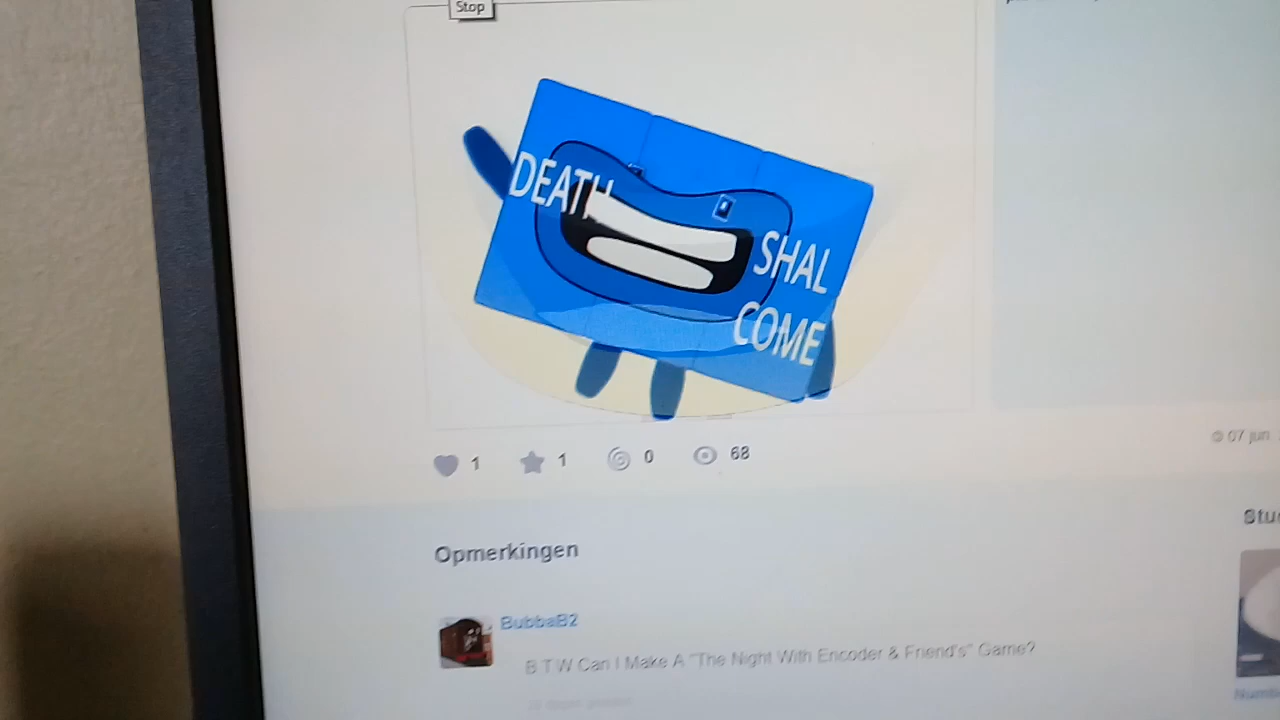 Stop
DEATH
SHAL
COME
1 1 0 68
07 jun
Opmerkingen
BubbaB2
B T W Can I Make A "The Night With Encoder & Friend's" Game?